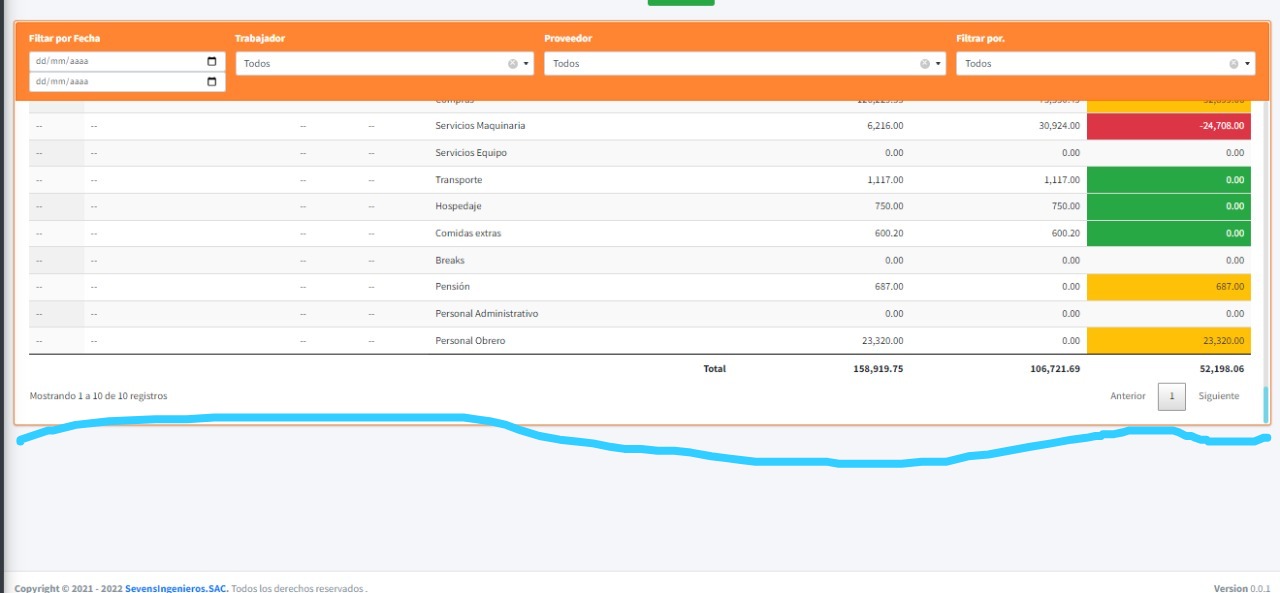 Filtar por Fecha Trabajador Proveedor Filtrar por.
dd/mm/aaaa Todos Todos Todos
dd/mm/aaaa
Compras
-- -- -- -- Servicios Maquinaria 6,216.00 30,924.00 -24,708.00
-- -- -- -- Servicios Equipo 0.00 0.00 0.00
-- -- -- -- Transporte 1,117.00 1,117.00 0.00
-- -- -- -- Hospedaje 750.00 750.00 0.00
-- -- -- -- Comidas extras 600.20 600.20 0.00
-- -- -- -- Breaks 0.00 0.00 0.00
-- -- -- -- Pensión 687.00 0.00 687.00
-- -- -- -- Personal Administrativo 0.00 0.00 0.00
-- -- -- -- Personal Obrero 23,320.00 0.00 23,320.00
Total 158,919.75 106,721.69 52,198.06
Mostrando 1 a 10 de 10 registros Anterior 1 Siguiente
Copyright © 2021 - 2022 SevensIngenieros.SAC. Todos los derechos reservados . Version 0.0.1